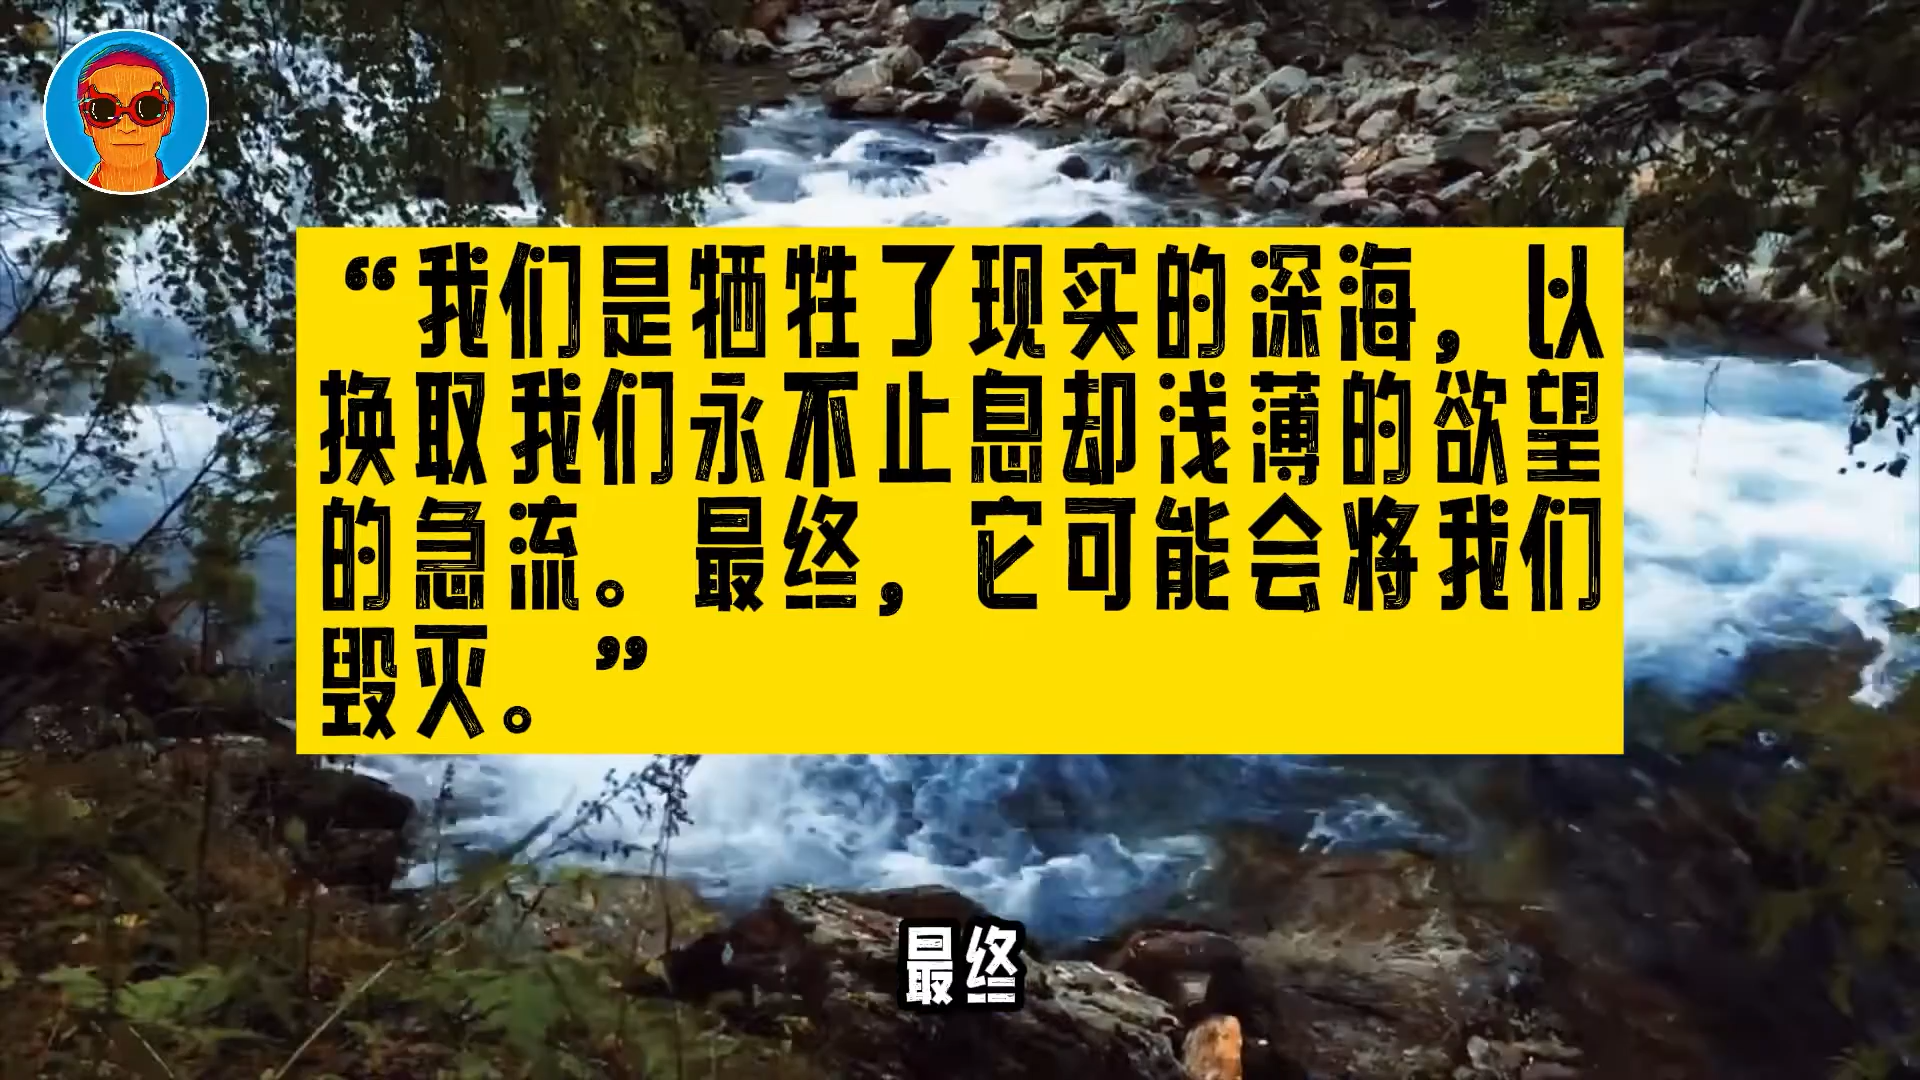 “我们是牺牲了现实的深海，以
换取我们永不止息却浅薄的欲望
的急流。最终，它可能会将我们
毁灭。”
最终